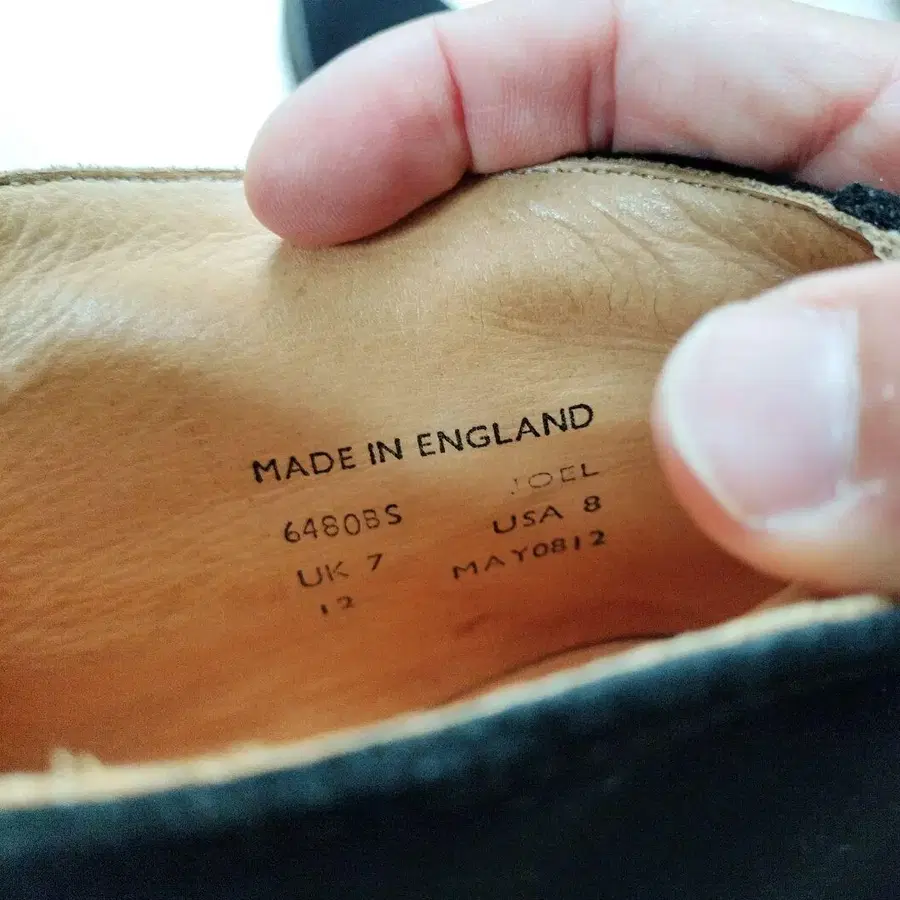 MADE IN ENGLAND
6480BS JOEL
UK 7 USA 8
12 MAY0812